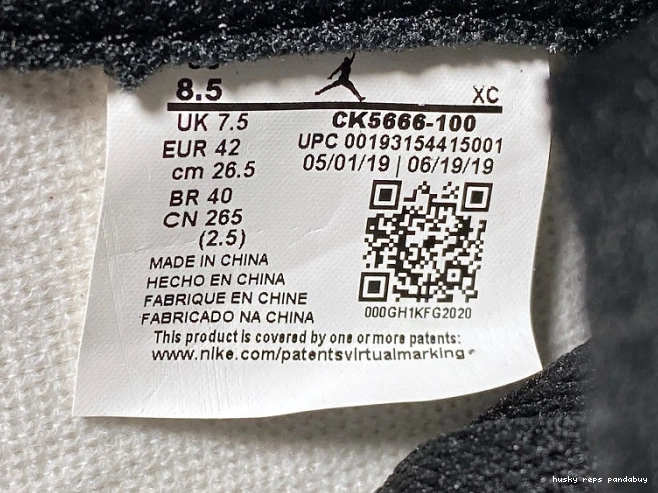 8.5
XC
UK 7.5
EUR 42
cm 26.5
BR 40
CN 265
(2.5)
CK5666-100
UPC 00193154415001
05/01/19 | 06/19/19
000GH1KFG2020
MADE IN CHINA
HECHO EN CHINA
FABRIQUE EN CHINE
FABRICADO NA CHINA
This product is covered by one or more patents:
www.nike.com/patentsvirtualmarking
husky reps pandabuy